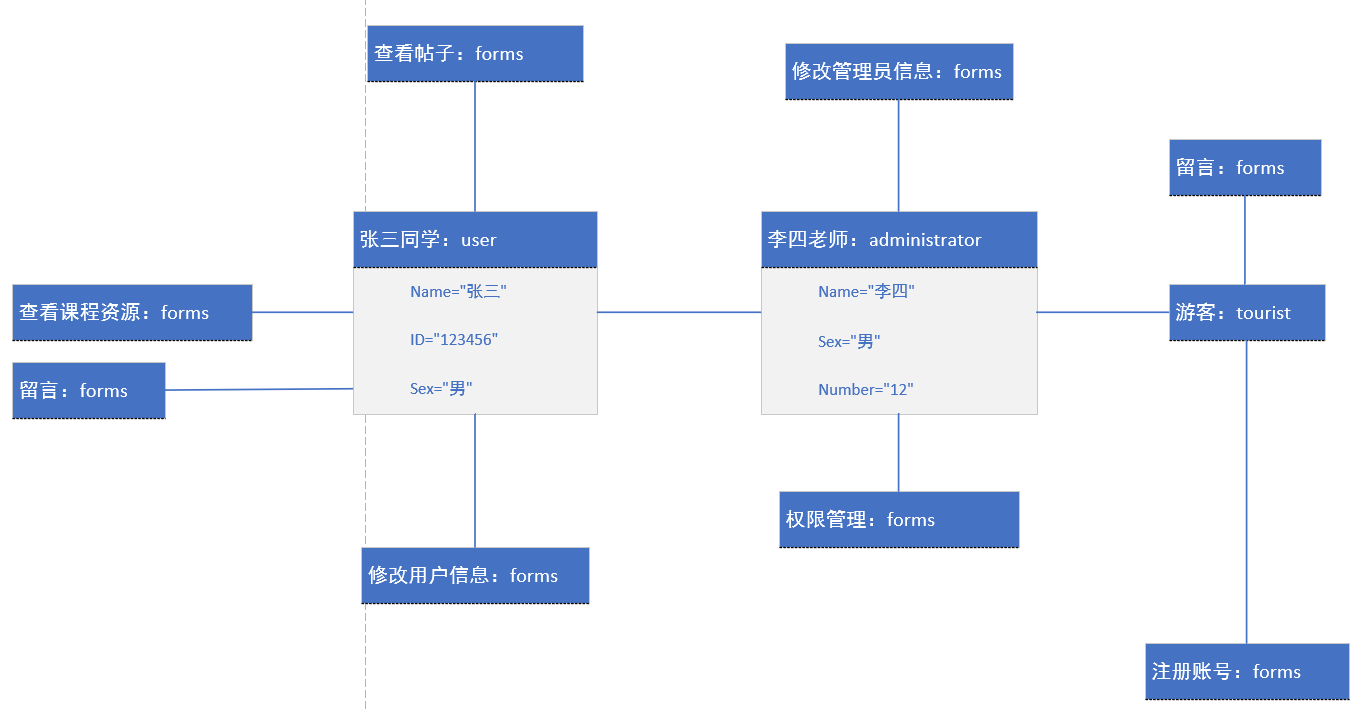 查看帖子：forms
修改管理员信息：forms
留言：forms
张三同学：user
Name="张三"
ID="123456"
Sex="男"
李四老师：administrator
Name="李四"
Sex="男"
Number="12"
查看课程资源：forms
游客：tourist
留言：forms
权限管理：forms
修改用户信息：forms
注册账号：forms